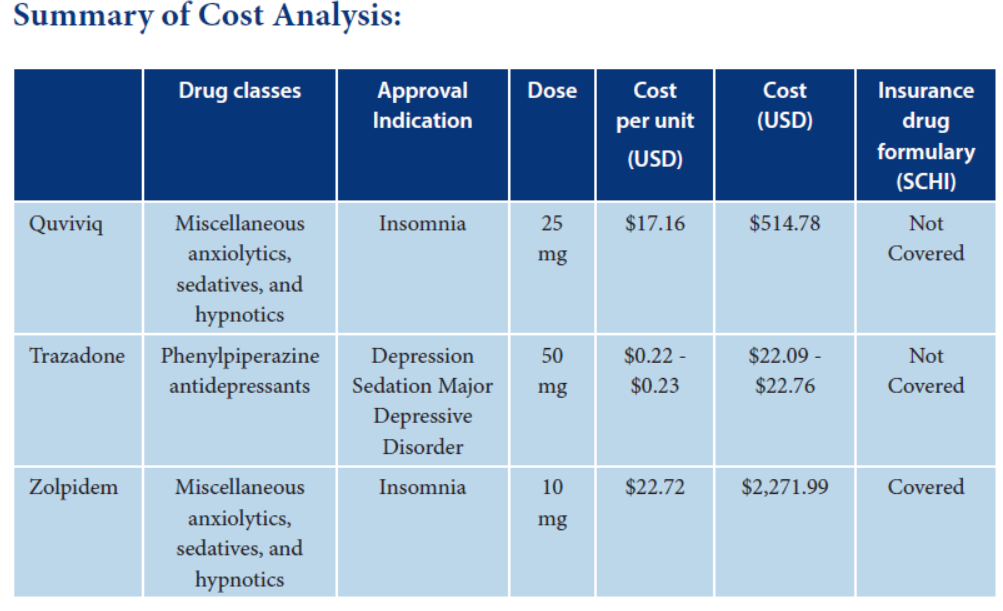 Summary of Cost Analysis:
Drug classes
Approval
Indication
Dose
Cost
per unit
(USD)
Cost
(USD)
Insurance
drug
formulary
(SCHI)
Quviviq
Miscellaneous
anxiolytics,
sedatives, and
hypnotics
Insomnia
25
mg
$17.16
$514.78
Not
Covered
Trazadone
Phenylpiperazine
antidepressants
Depression
Sedation Major
Depressive
Disorder
50
mg
$0.22 -
$0.23
$22.09 -
$22.76
Not
Covered
Zolpidem
Miscellaneous
anxiolytics,
sedatives, and
hypnotics
Insomnia
10
mg
$22.72
$2,271.99
Covered